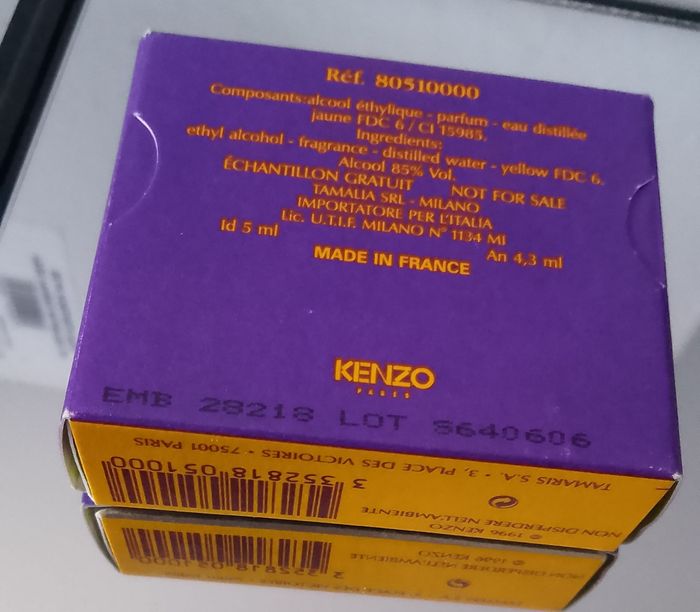 Réf. 80510000
Composants:alcool éthylique - parfum - eau distillée
jaune FDC 6 / CI 15985.
Ingredients:
ethyl alcohol - fragrance - distilled water - yellow FDC 6.
Alcool 85% Vol.
ÉCHANTILLON GRATUIT NOT FOR SALE
TAMALIA SRL - MILANO
IMPORTATORE PER L'ITALIA
Lic. U.T.I.F. MILANO N° 1134 MI
Id 5 ml An 4,3 ml
MADE IN FRANCE
KENZO
PARIS
EMB 28218 LOT S640606
TAMARIS S.A. - 3, PLACE DES VICTOIRES - 75001 PARIS
3 352818 051000
NON DISPERDERE NELL'AMBIENTE
© 1996 KENZO